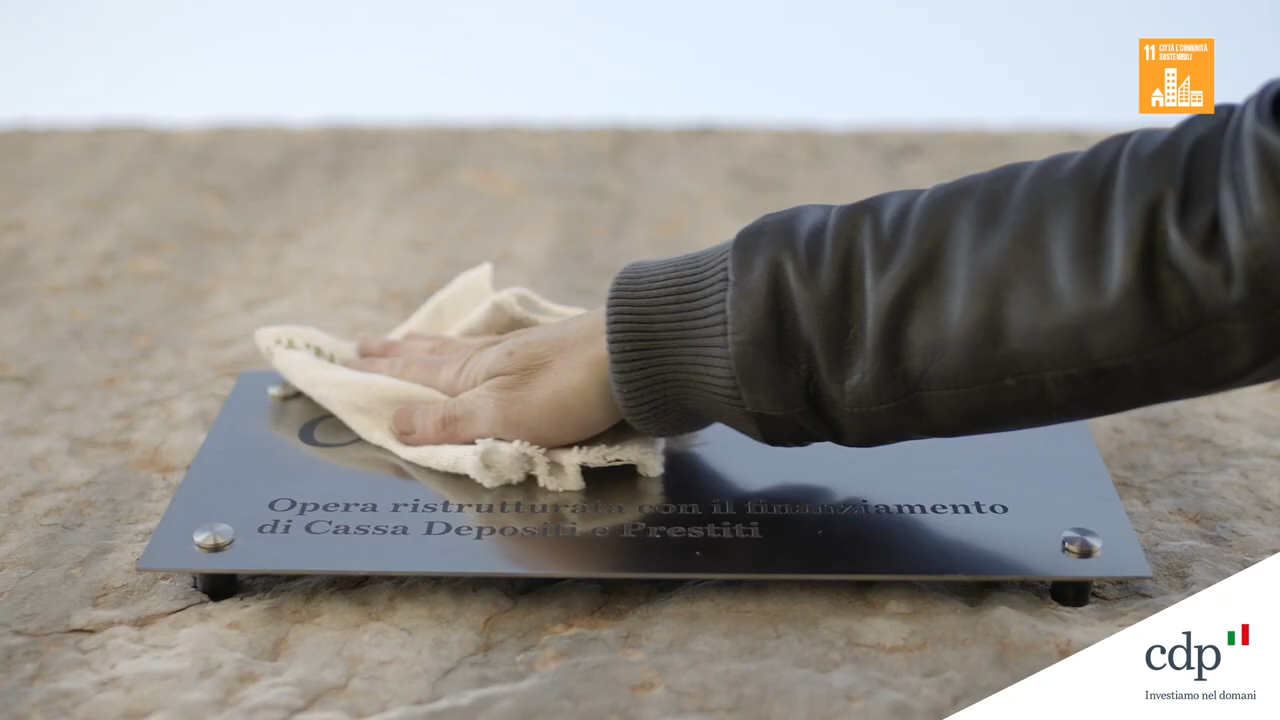 11 CITTÀ E COMUNITÀ
SOSTENIBILI
Opera ristrutturata con il finanziamento
di Cassa Depositi e Prestiti
cdp
Investiamo nel domani